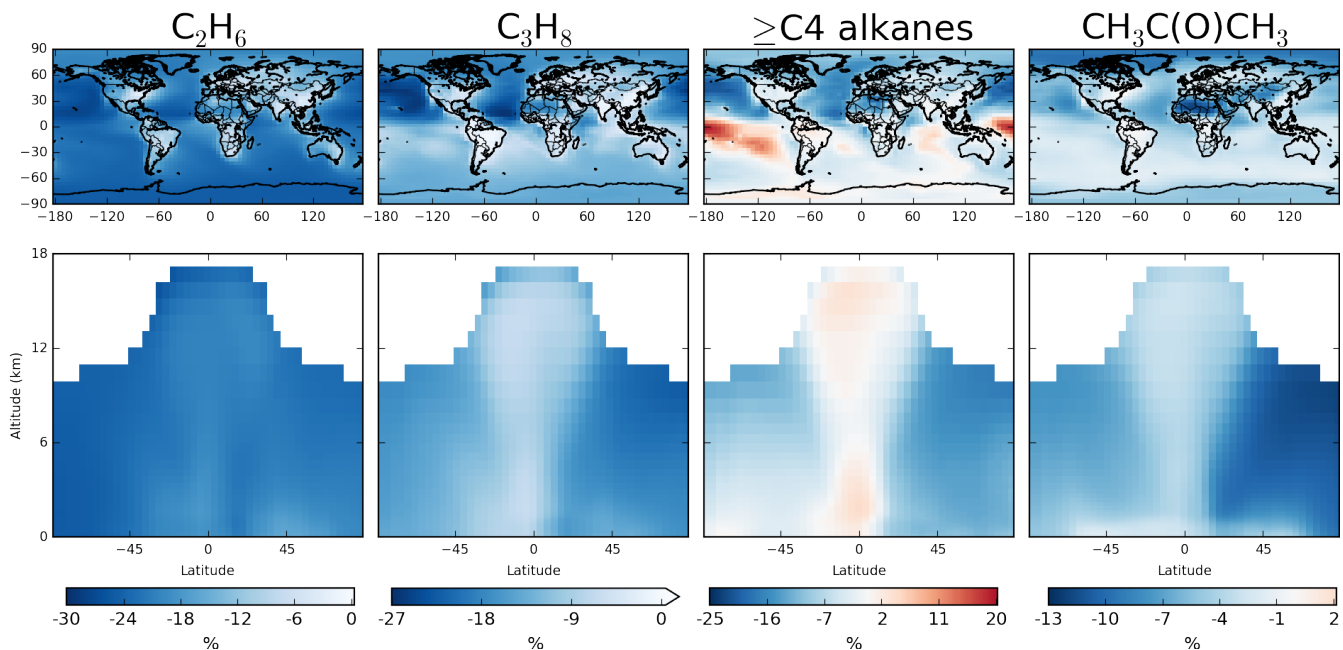 C₂H₆ C₃H₈ ≥C4 alkanes CH₃C(O)CH₃
90
60
30
0
−30
−60
−90
−180 −120 −60 0 60 120 −180 −120 −60 0 60 120 −180 −120 −60 0 60 120 −180 −120 −60 0 60 120
18
12
6
0
Altitude (km)
−45 0 45 −45 0 45 −45 0 45 −45 0 45
Latitude Latitude Latitude Latitude
-30 -24 -18 -12 -6 0 -27 -18 -9 0 -25 -16 -7 2 11 20 -13 -10 -7 -4 -1 2
% % % %